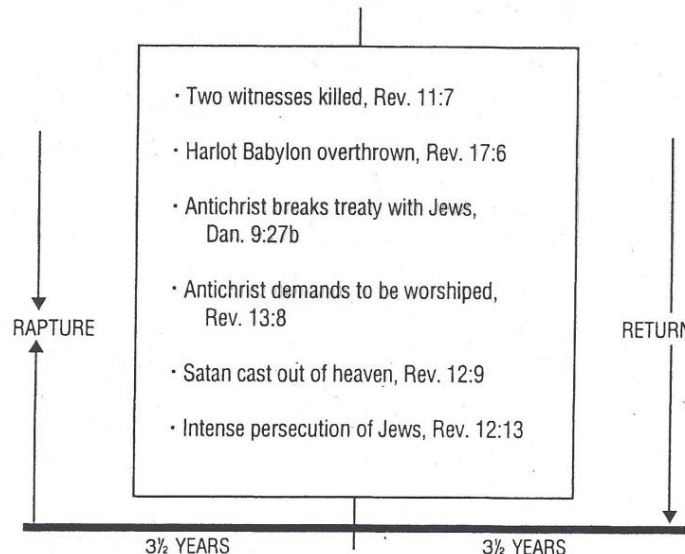 · Two witnesses killed, Rev. 11:7
· Harlot Babylon overthrown, Rev. 17:6
· Antichrist breaks treaty with Jews,
Dan. 9:27b
· Antichrist demands to be worshiped,
Rev. 13:8
RAPTURE
RETURN
· Satan cast out of heaven, Rev. 12:9
· Intense persecution of Jews, Rev. 12:13
3½ YEARS
3½ YEARS